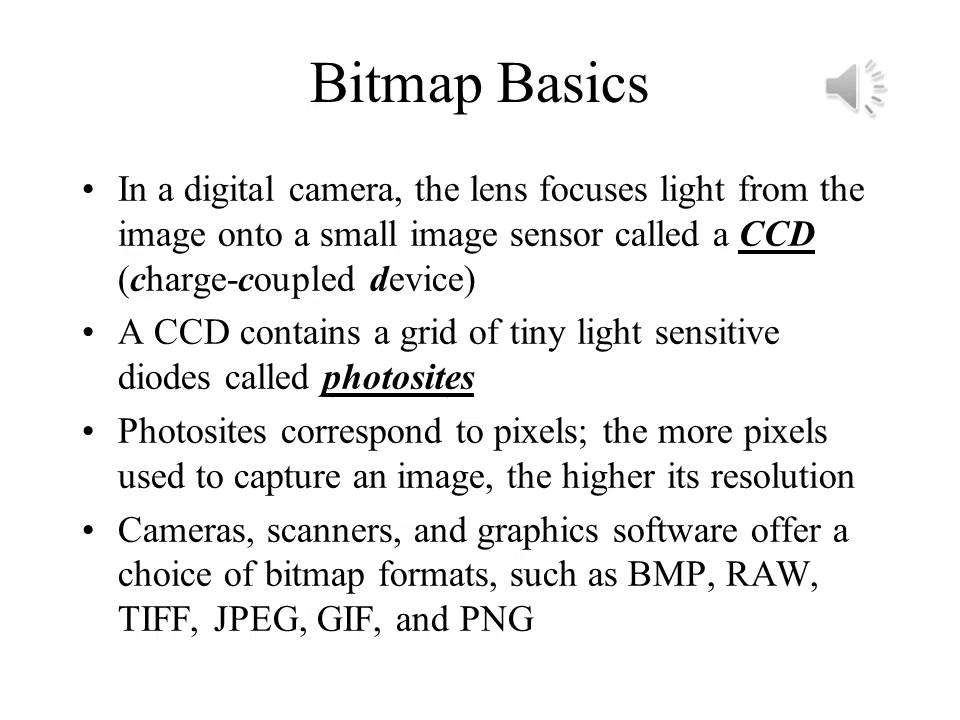 Bitmap Basics
• In a digital camera, the lens focuses light from the
image onto a small image sensor called a CCD
(charge-coupled device)
• A CCD contains a grid of tiny light sensitive
diodes called photosites
• Photosites correspond to pixels; the more pixels
used to capture an image, the higher its resolution
• Cameras, scanners, and graphics software offer a
choice of bitmap formats, such as BMP, RAW,
TIFF, JPEG, GIF, and PNG